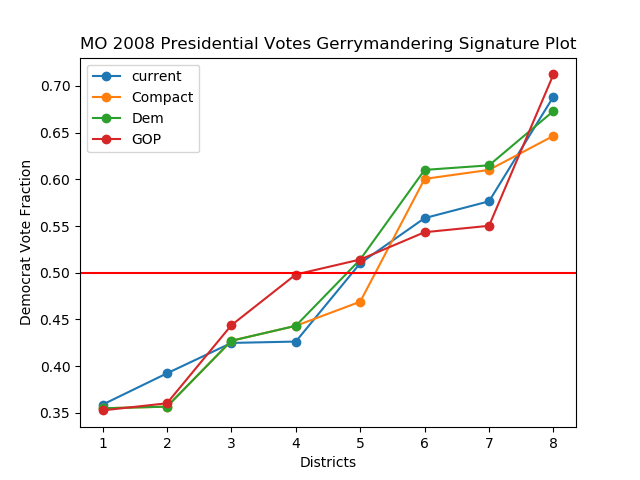 MO 2008 Presidential Votes Gerrymandering Signature Plot
current
Compact
Dem
GOP
0.70
0.65
0.60
0.55
0.50
0.45
0.40
0.35
Democrat Vote Fraction
1 2 3 4 5 6 7 8
Districts